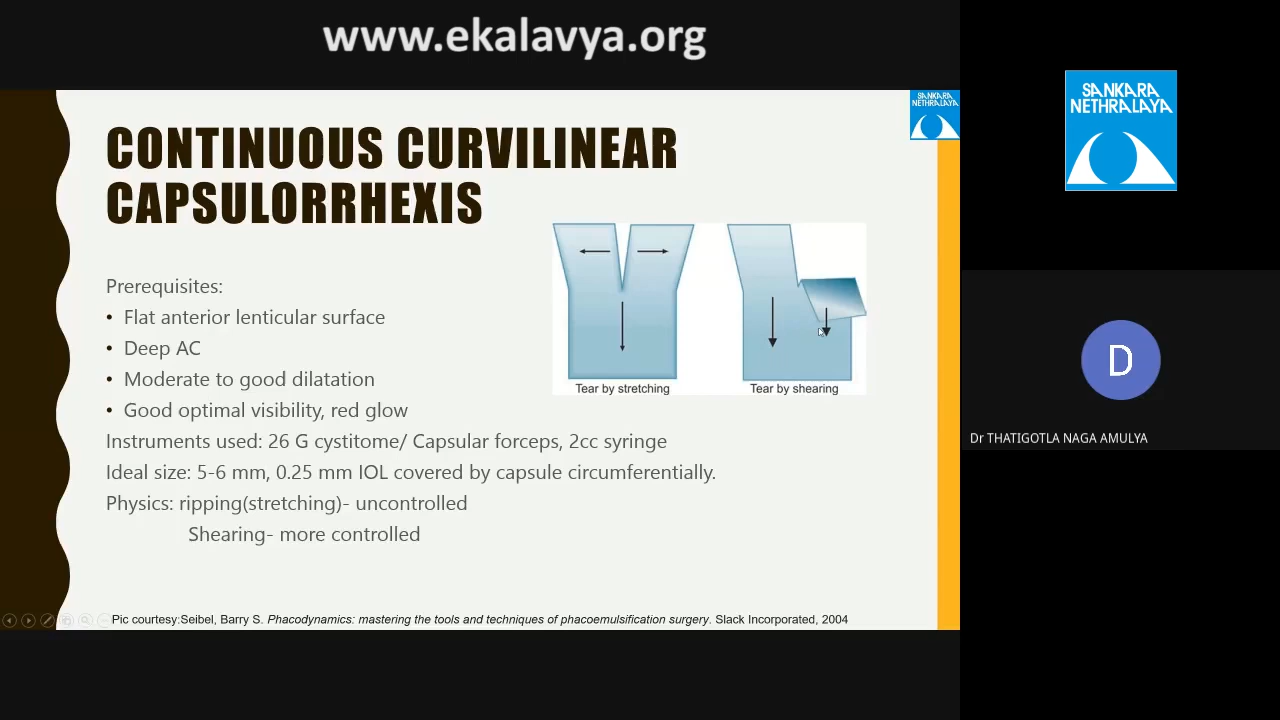 www.ekalavya.org
SANKARA
NETHRALAYA
CONTINUOUS CURVILINEAR
CAPSULORRHEXIS
Prerequisites:
• Flat anterior lenticular surface
• Deep AC
• Moderate to good dilatation
• Good optimal visibility, red glow
Instruments used: 26 G cystitome/ Capsular forceps, 2cc syringe
Ideal size: 5-6 mm, 0.25 mm IOL covered by capsule circumferentially.
Physics: ripping(stretching)- uncontrolled
Shearing- more controlled
Tear by stretching
Tear by shearing
Pic courtesy:Seibel, Barry S. Phacodynamics: mastering the tools and techniques of phacoemulsification surgery. Slack Incorporated, 2004
SANKARA
NETHRALAYA
D
Dr THATIGOTLA NAGA AMULYA